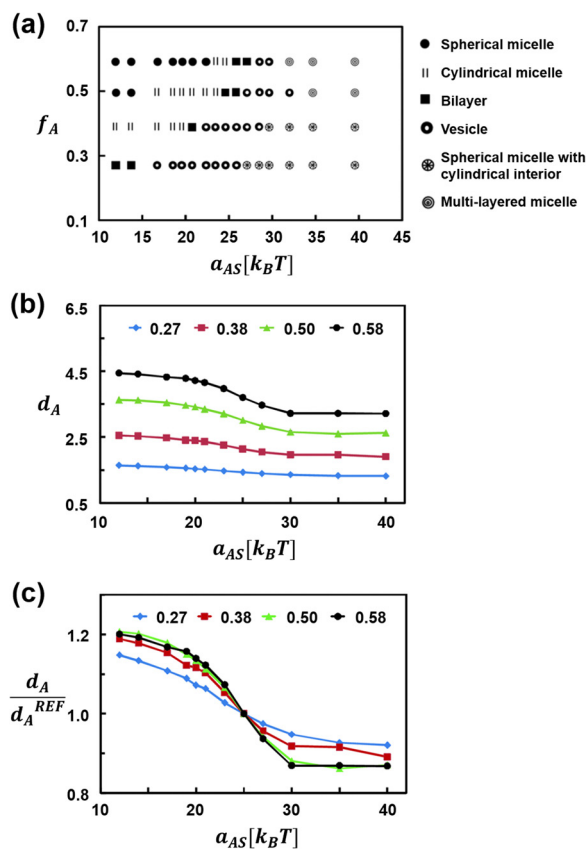 (a)
0.7
0.5
0.3
0.1
f_A
10 15 20 25 30 35 40 45
a_AS[k_BT]
Spherical micelle
Cylindrical micelle
Bilayer
Vesicle
Spherical micelle with
cylindrical interior
Multi-layered micelle
(b)
6.5
4.5
2.5
0.5
d_A
0.27 0.38 0.50 0.58
10 20 30 40
a_AS[k_BT]
(c)
1.2
1.0
0.8
d_A
d_A^REF
0.27 0.38 0.50 0.58
10 20 30 40
a_AS[k_BT]